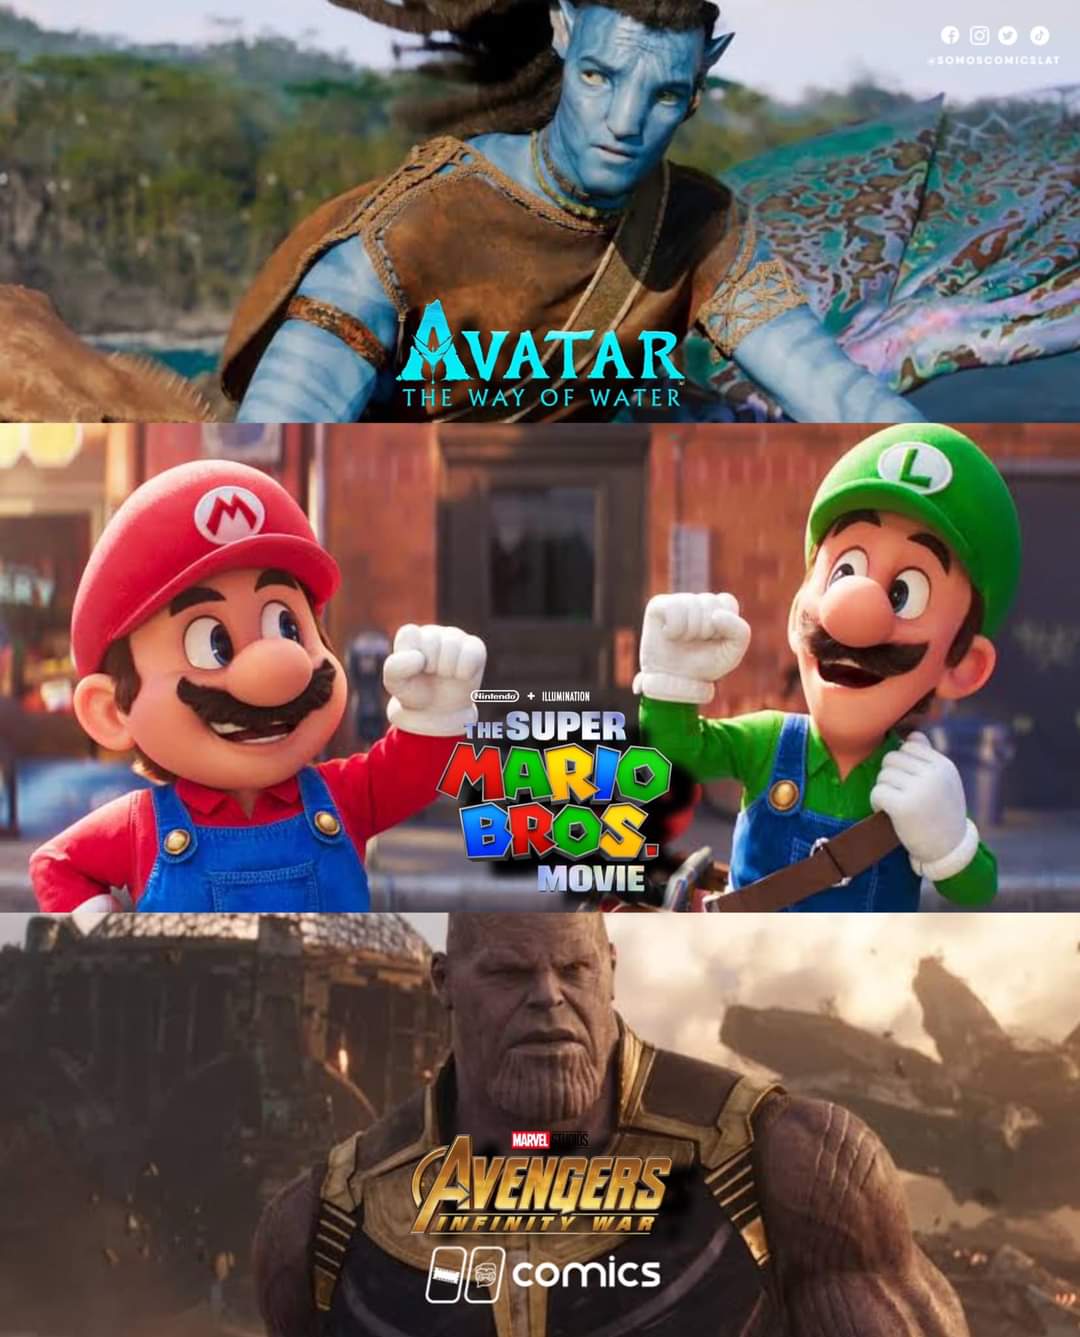 @SOMOSCOMICSLAT
AVATAR
THE WAY OF WATER
L
M
Nintendo + ILLUMINATION
THE SUPER
MARIO
BROS.
MOVIE
MARVEL STUDIOS
AVENGERS
INFINITY WAR
comics